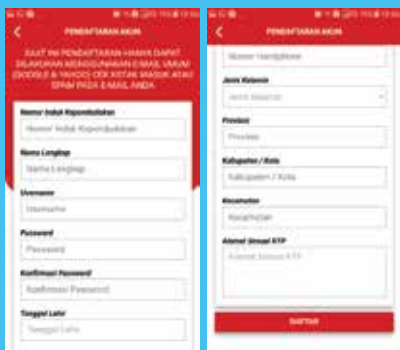 PENDAFTARAN AKUN
SAAT INI PENDAFTARAN HANYA DAPAT
DILAKUKAN MENGGUNAKAN EMAIL UMUM
(GOOGLE & YAHOO) CEK KOTAK MASUK ATAU
SPAM PADA EMAIL ANDA
Nomor Induk Kependudukan
Nomor Induk Kependudukan
Nama Lengkap
Nama Lengkap
Username
Username
Password
Password
Konfirmasi Password
Konfirmasi Password
Tanggal Lahir
Tanggal Lahir
PENDAFTARAN AKUN
Nomor Handphone
Jenis Kelamin
Jenis Kelamin
Provinsi
Provinsi
Kabupaten / Kota
Kabupaten / Kota
Kecamatan
Kecamatan
Alamat Sesuai KTP
Alamat Sesuai KTP
DAFTAR